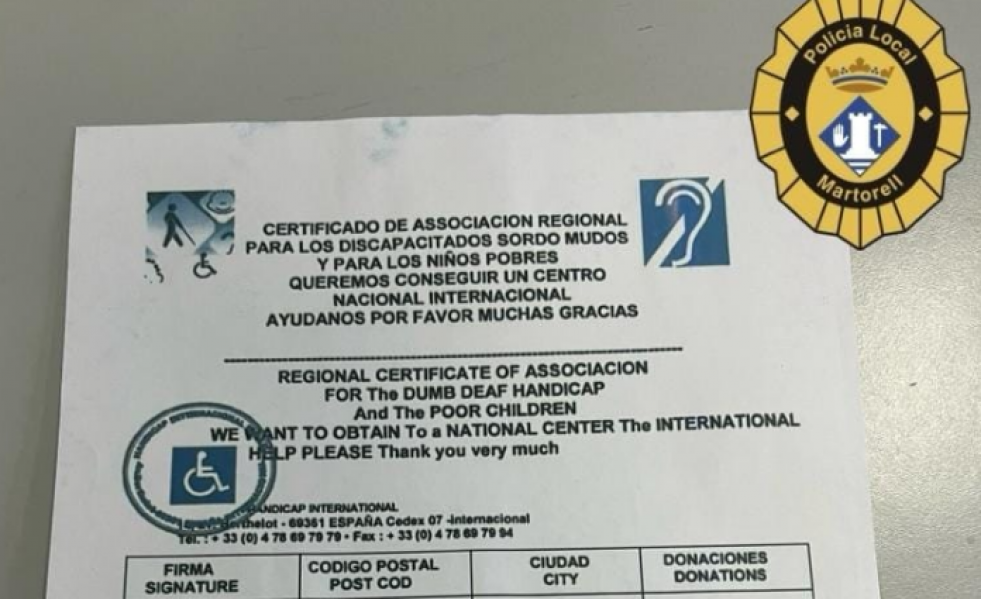 Policia Local
Martorell
CERTIFICADO DE ASSOCIACION REGIONAL
PARA LOS DISCAPACITADOS SORDO MUDOS
Y PARA LOS NIÑOS POBRES
QUEREMOS CONSEGUIR UN CENTRO
NACIONAL INTERNACIONAL
AYUDANOS POR FAVOR MUCHAS GRACIAS
REGIONAL CERTIFICATE OF ASSOCIACION
FOR The DUMB DEAF HANDICAP
And The POOR CHILDREN
WE WANT TO OBTAIN To a NATIONAL CENTER The INTERNATIONAL
HELP PLEASE Thank you very much
HANDICAP INTERNATIONAL
HANDICAP INTERNATIONAL
- 69361 ESPAÑA Cedex 07 -internacional
Tel. : + 33 (0) 4 78 69 79 79 - Fax : + 33 (0) 4 78 69 79 94
FIRMA CODIGO POSTAL CIUDAD DONACIONES
SIGNATURE POST COD CITY DONATIONS